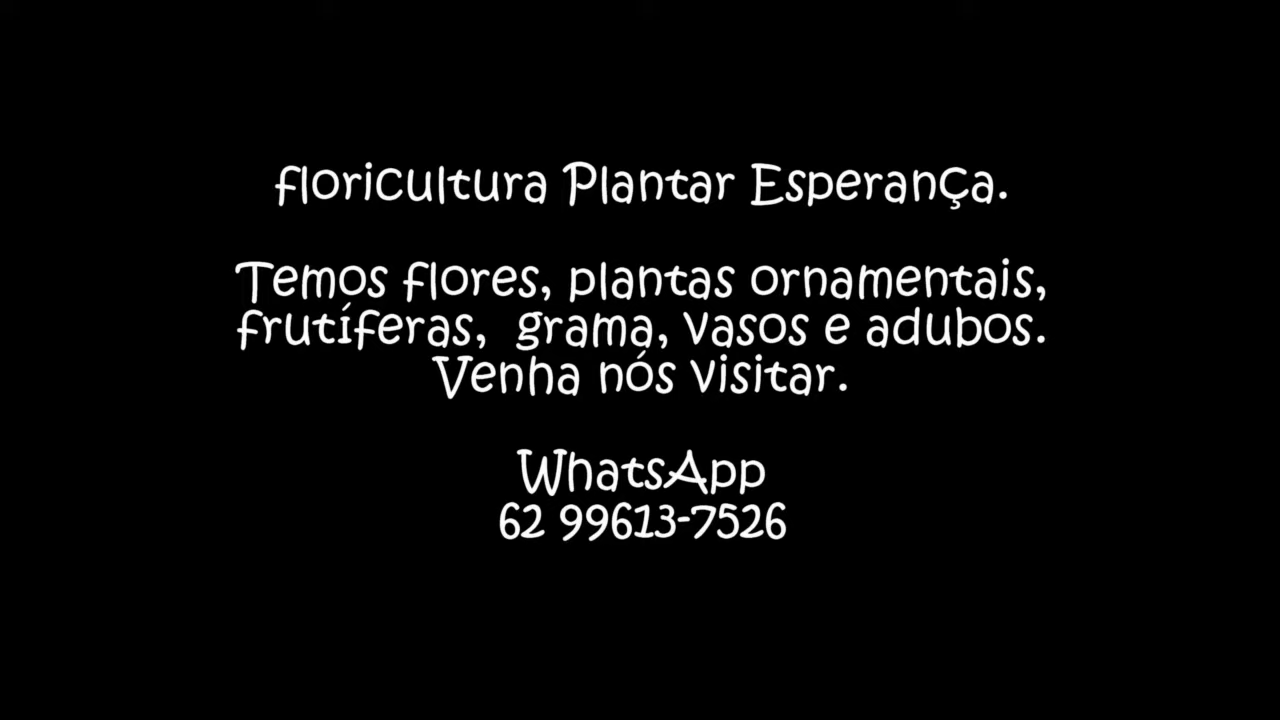 floricultura Plantar Esperança.
Temos flores, plantas ornamentais,
frutíferas,  grama, vasos e adubos.
Venha nós visitar.
WhatsApp
62 99613-7526